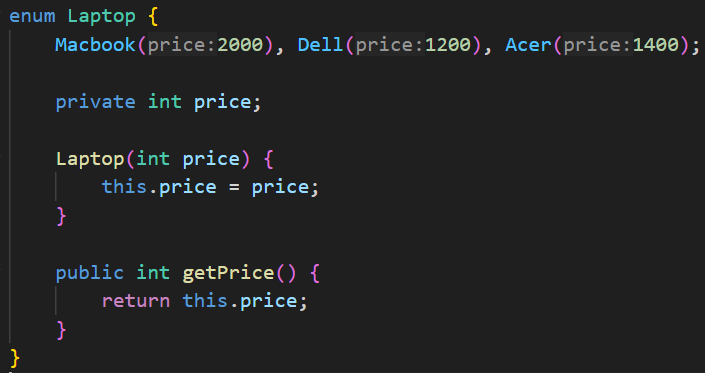 enum Laptop {
    Macbook(price:2000), Dell(price:1200), Acer(price:1400);
    private int price;
    Laptop(int price) {
        this.price = price;
    }
    public int getPrice() {
        return this.price;
    }
}